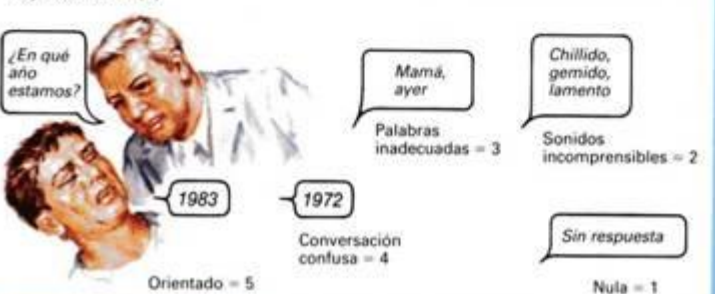 ¿En qué
año
estamos?
Mamá,
ayer
Chillido,
gemido,
lamento
Palabras
inadecuadas = 3
Sonidos
incomprensibles = 2
1983
1972
Conversación
confusa = 4
Sin respuesta
Orientado = 5
Nula = 1